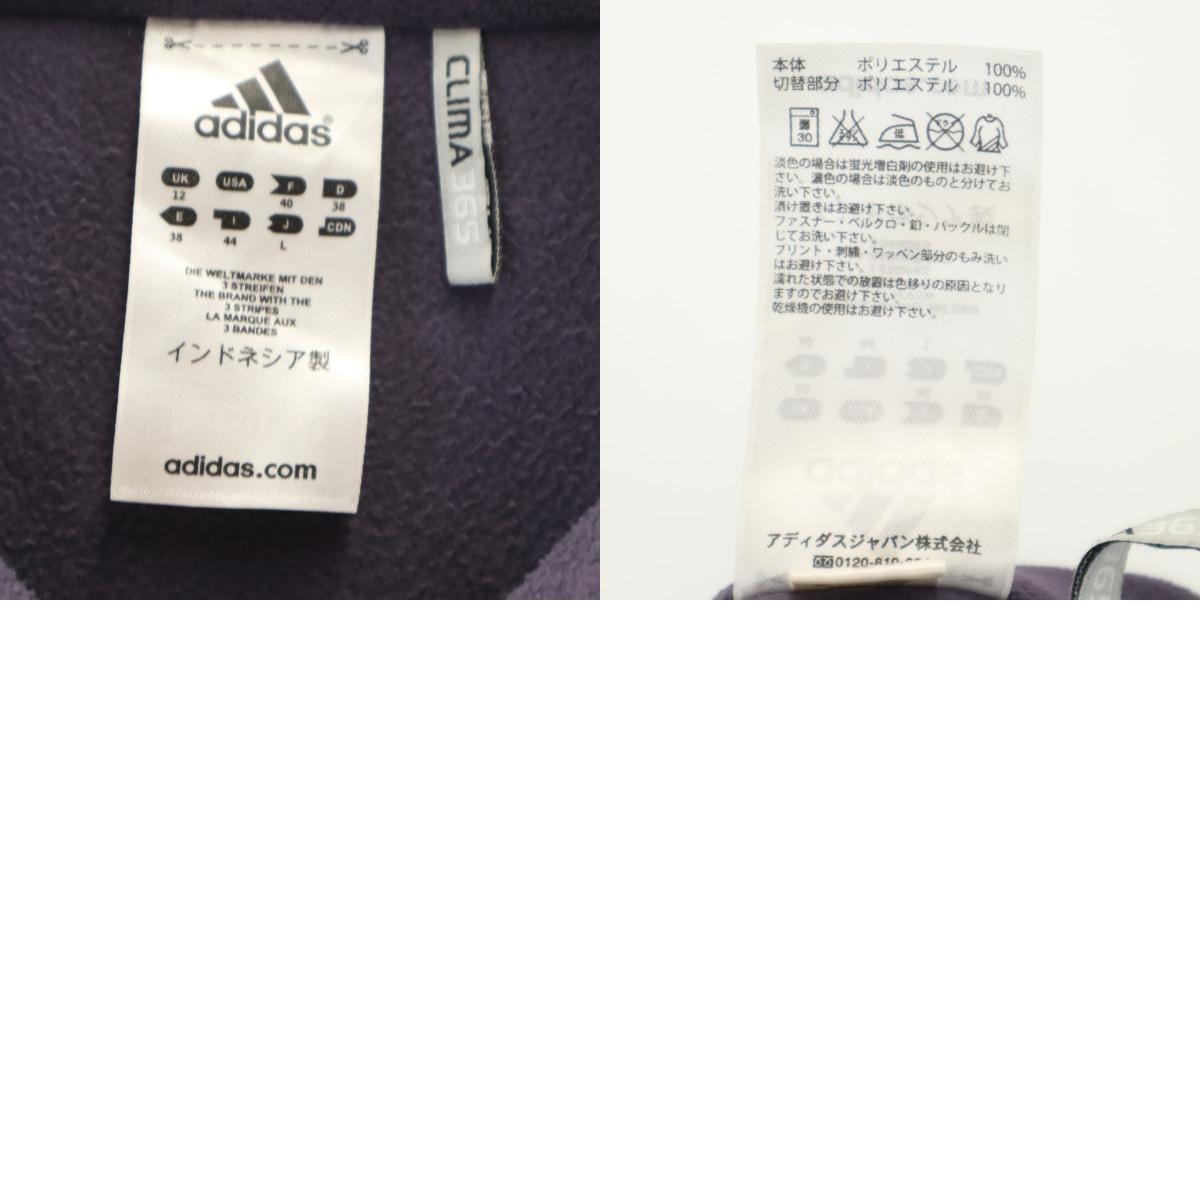 adidas®
UK USA F D
12 40 38
E I J CDN
38 44 L
DIE WELTMARKE MIT DEN
3 STREIFEN
THE BRAND WITH THE
3 STRIPES
LA MARQUE AUX
3 BANDES
インドネシア製
adidas.com
CLIMA365
本体 ポリエステル 100%
切替部分 ポリエステル 100%
30 低
淡色の場合は蛍光増白剤の使用はお避け下
さい。濃色の場合は淡色のものと分けてお
洗い下さい。
漬け置きはお避け下さい。
ファスナー・ベルクロ・釦・バックルは閉
じてお洗い下さい。
プリント・刺繍・ワッペン部分のもみ洗い
はお避け下さい。
濡れた状態での放置は色移りの原因となり
ますのでお避け下さい。
乾燥機の使用はお避け下さい。
アディダスジャパン株式会社
0120-810-